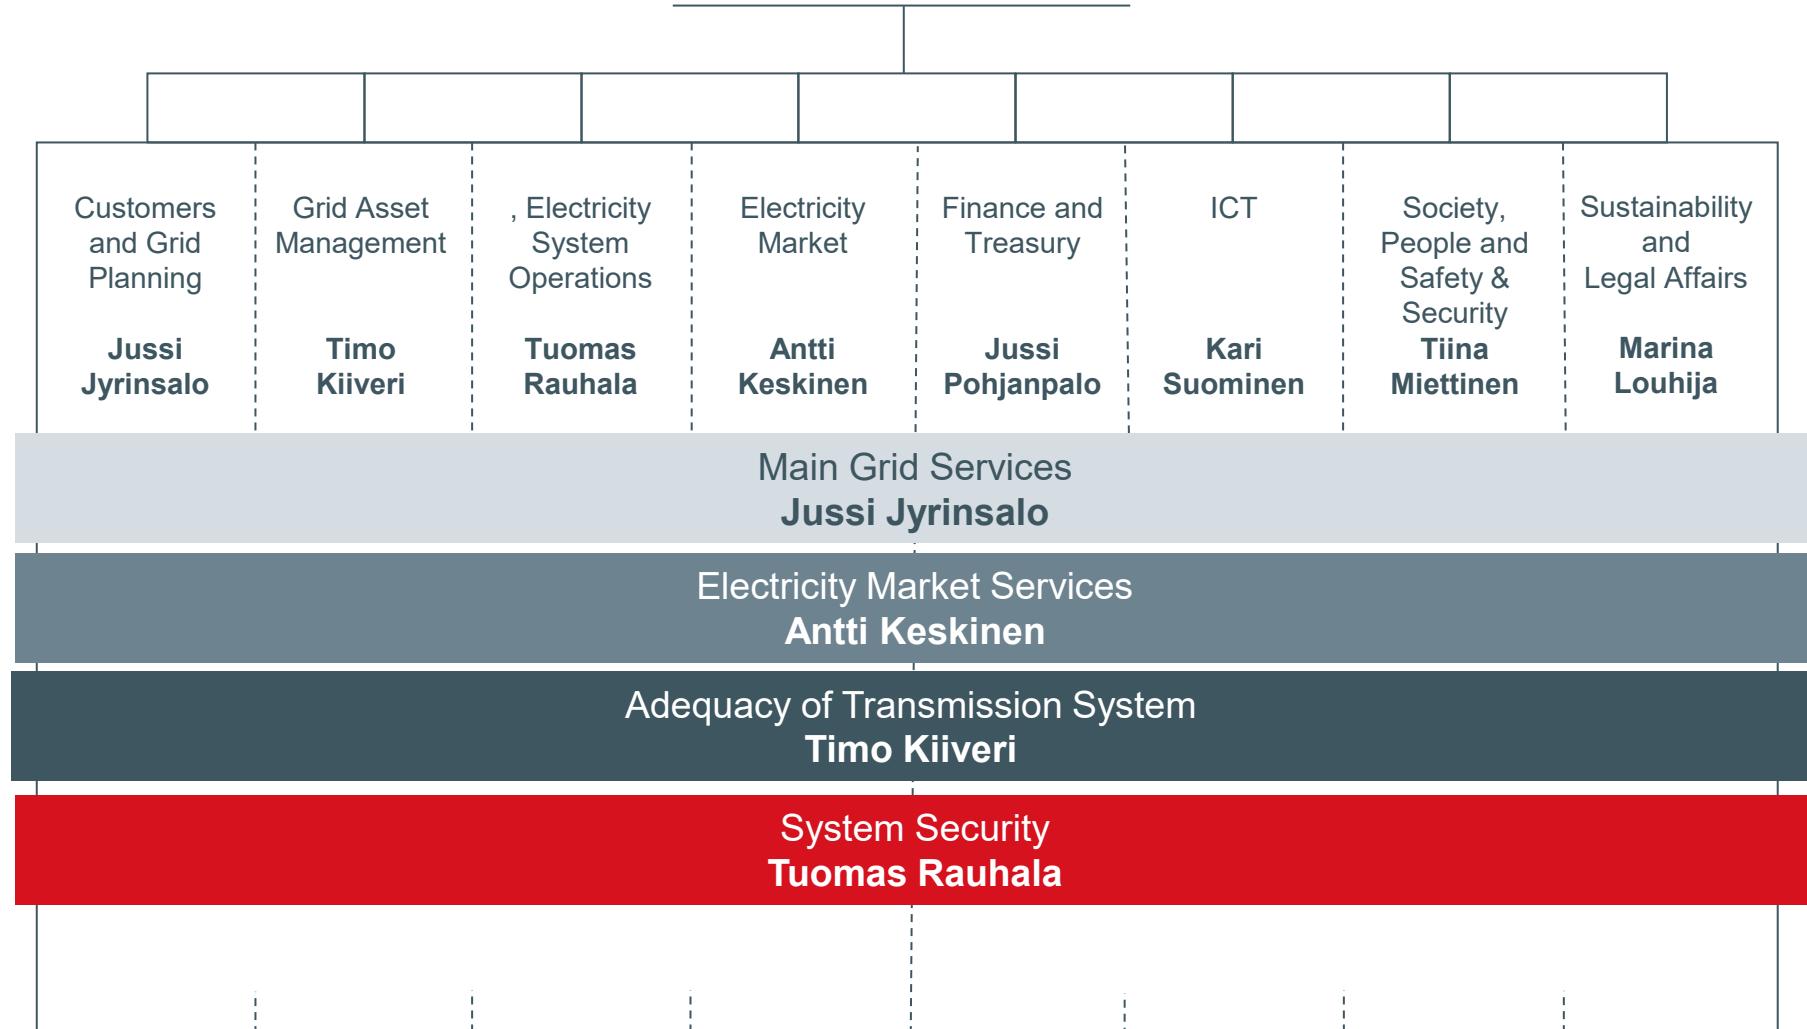 Customers
and Grid
Planning
Jussi
Jyrinsalo
Grid Asset
Management
Timo
Kiiveri
, Electricity
System
Operations
Tuomas
Rauhala
Electricity
Market
Antti
Keskinen
Finance and
Treasury
Jussi
Pohjanpalo
ICT
Kari
Suominen
Society,
People and
Safety &
Security
Tiina
Miettinen
Sustainability
and
Legal Affairs
Marina
Louhija
Main Grid Services
Jussi Jyrinsalo
Electricity Market Services
Antti Keskinen
Adequacy of Transmission System
Timo Kiiveri
System Security
Tuomas Rauhala